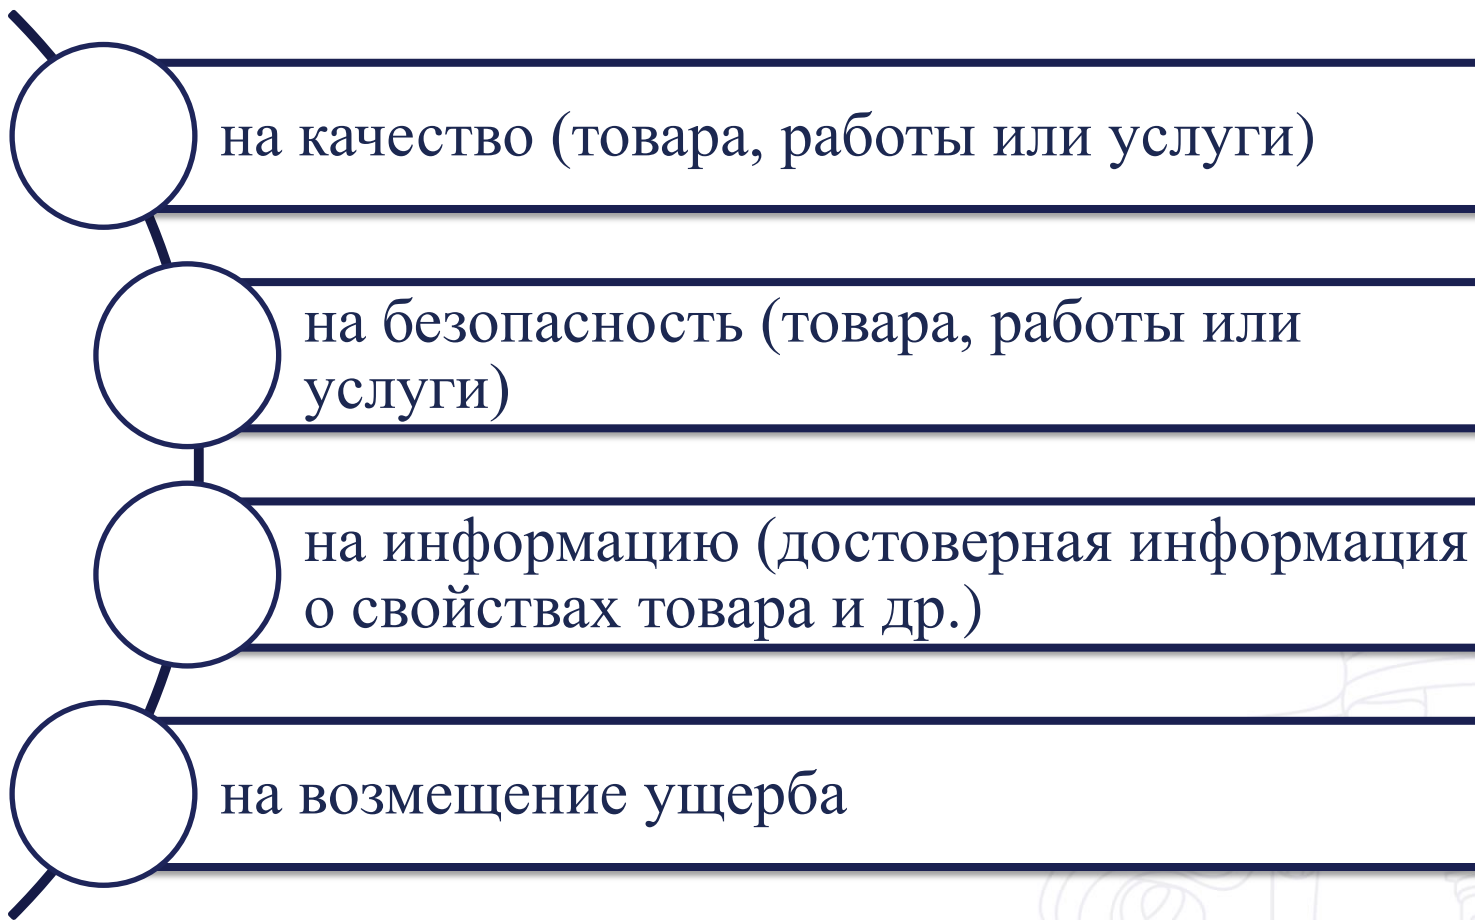 на качество (товара, работы или услуги)
на безопасность (товара, работы или
услуги)
на информацию (достоверная информация
о свойствах товара и др.)
на возмещение ущерба